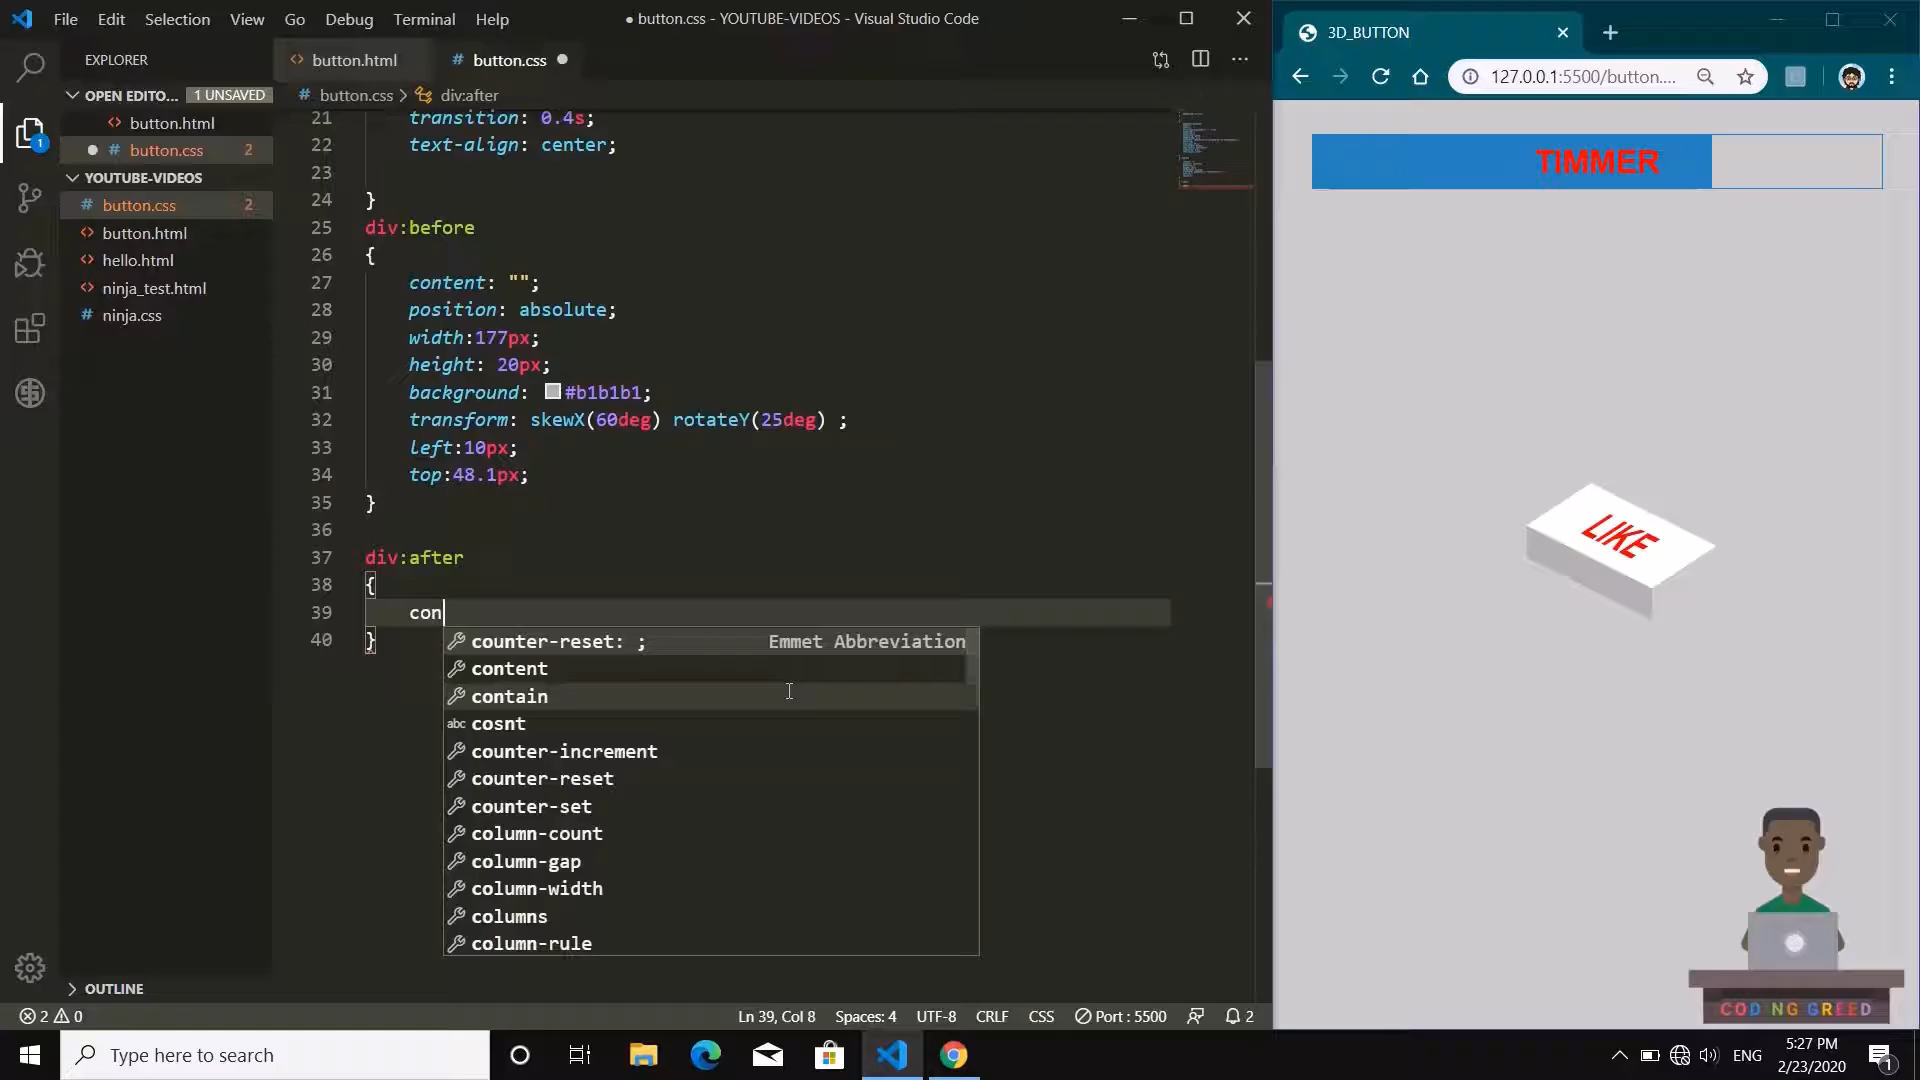 File Edit Selection View Go Debug Terminal Help
● button.css - YOUTUBE-VIDEOS - Visual Studio Code
EXPLORER
OPEN EDITO... 1 UNSAVED
button.html
button.css 2
YOUTUBE-VIDEOS
button.css 2
button.html
hello.html
ninja_test.html
ninja.css
OUTLINE
button.html
button.css
button.css > div:after
21 transition: 0.4s;
22 text-align: center;
23
24 }
25 div:before
26 {
27 content: "";
28 position: absolute;
29 width:177px;
30 height: 20px;
31 background: #b1b1b1;
32 transform: skewX(60deg) rotateY(25deg) ;
33 left:10px;
34 top:48.1px;
35 }
36
37 div:after
38 {
39 con
40 }
counter-reset: ; Emmet Abbreviation
content
contain
abc cosnt
counter-increment
counter-reset
counter-set
column-count
column-gap
column-width
columns
column-rule
2 0
Ln 39, Col 8 Spaces: 4 UTF-8 CRLF CSS Port : 5500 2
3D_BUTTON
127.0.0.1:5500/button....
TIMMER
LIKE
CODING GREED
Type here to search
ENG
5:27 PM
2/23/2020
1